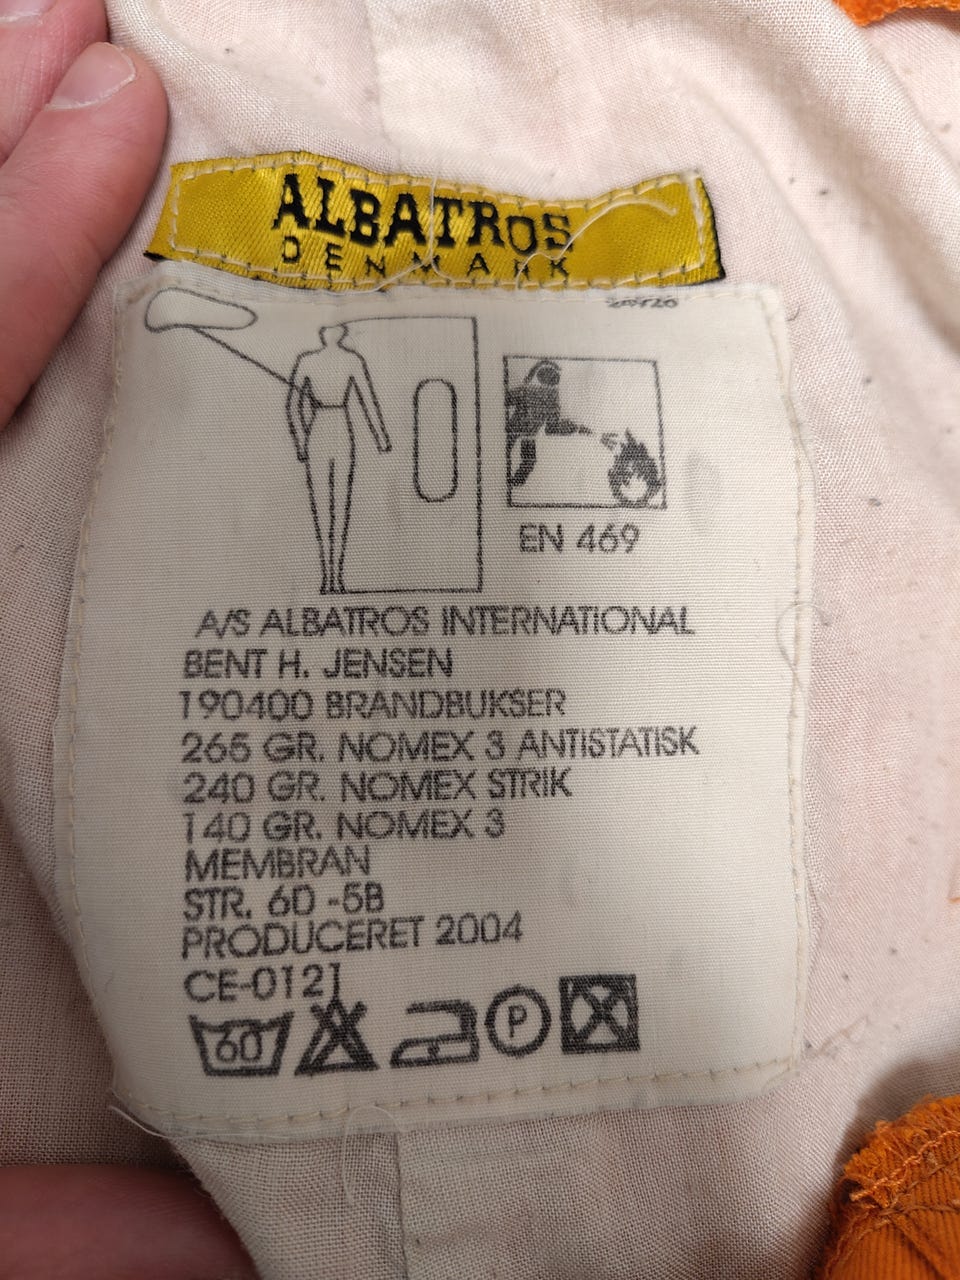 ALBATROS
DENMARK
EN 469
A/S ALBATROS INTERNATIONAL
BENT H. JENSEN
190400 BRANDBUKSER
265 GR. NOMEX 3 ANTISTATISK
240 GR. NOMEX STRIK
140 GR. NOMEX 3
MEMBRAN
STR. 6D -5B
PRODUCERET 2004
CE-0121
60 P